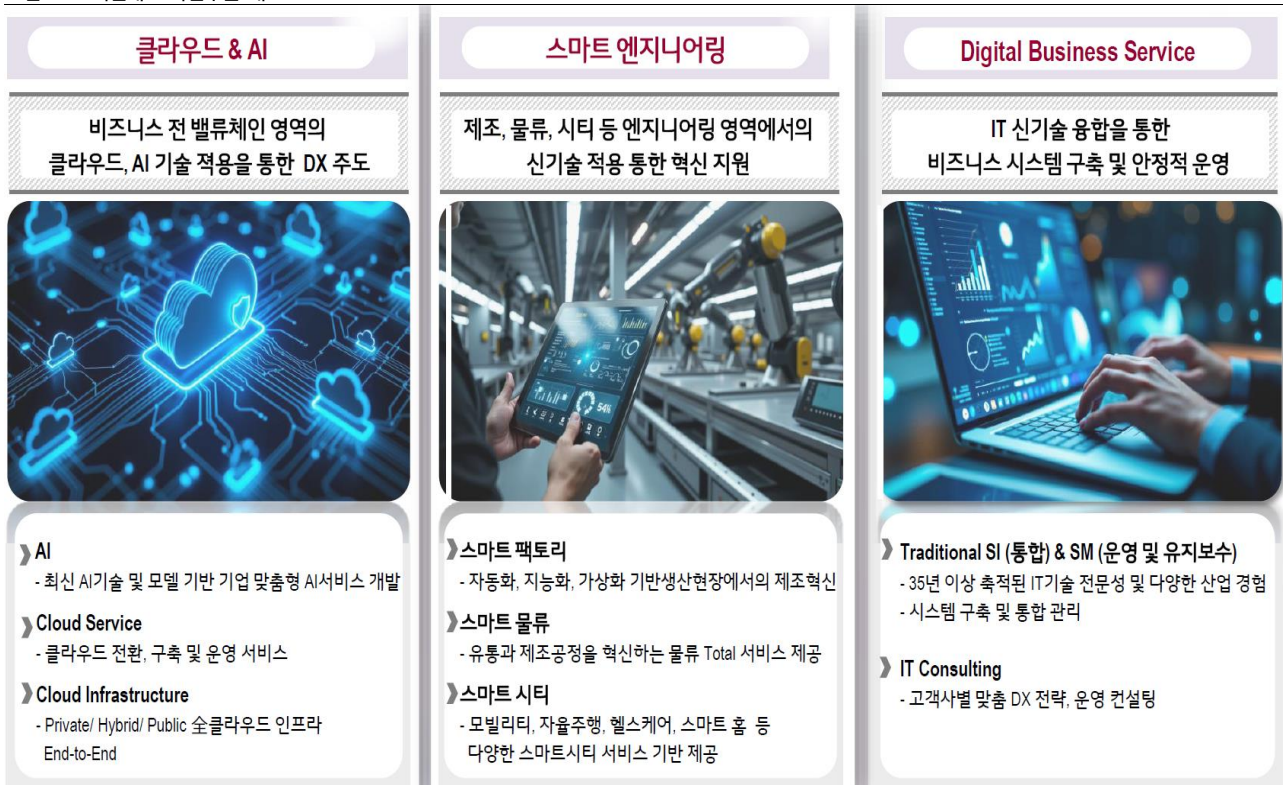 클라우드 & AI
비즈니스 전 밸류체인 영역의
클라우드, AI 기술 젹용을 통한 DX 주도
AI
- 최신 AI기술 및 모델 기반 기업 맞춤형 AI서비스 개발
Cloud Service
- 클라우드 전환, 구축 및 운영 서비스
Cloud Infrastructure
- Private/ Hybrid/ Public 全클라우드 인프라
End-to-End
스마트 엔지니어링
제조, 물류, 시티 등 엔지니어링 영역에서의
신기술 적용 통한 혁신 지원
54%
스마트 팩토리
- 자동화, 지능화, 가상화 기반생산현장에서의 제조혁신
스마트 물류
- 유통과 제조공정을 혁신하는 물류 Total 서비스 제공
스마트 시티
- 모빌리티, 자율주행, 헬스케어, 스마트 홈 등
다양한 스마트시티 서비스 기반 제공
Digital Business Service
IT 신기술 융합을 통한
비즈니스 시스템 구축 및 안정적 운영
Traditional SI (통합) & SM (운영 및 유지보수)
- 35년 이상 축적된 IT기술 전문성 및 다양한 산업 경험
- 시스템 구축 및 통합 관리
IT Consulting
- 고객사별 맞춤 DX 전략, 운영 컨설팅